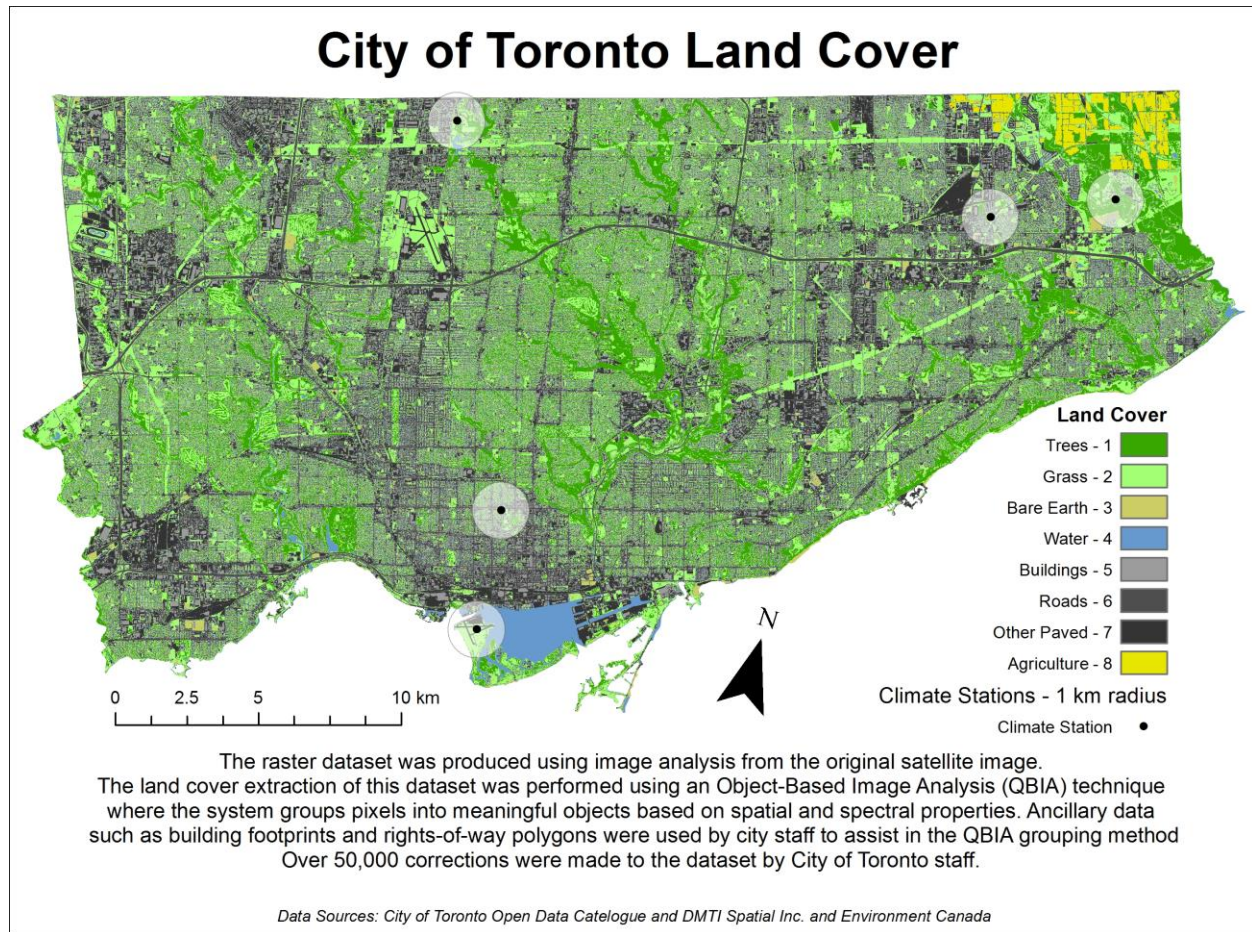 City of Toronto Land Cover
Land Cover
Trees - 1
Grass - 2
Bare Earth - 3
Water - 4
Buildings - 5
Roads - 6
Other Paved - 7
Agriculture - 8
Climate Stations - 1 km radius
Climate Station
N
0 2.5 5 10 km
The raster dataset was produced using image analysis from the original satellite image.
The land cover extraction of this dataset was performed using an Object-Based Image Analysis (QBIA) technique
where the system groups pixels into meaningful objects based on spatial and spectral properties. Ancillary data
such as building footprints and rights-of-way polygons were used by city staff to assist in the QBIA grouping method
Over 50,000 corrections were made to the dataset by City of Toronto staff.
Data Sources: City of Toronto Open Data Catelogue and DMTI Spatial Inc. and Environment Canada